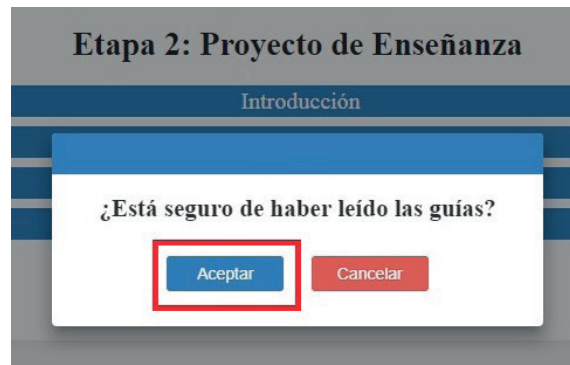 Etapa 2: Proyecto de Enseñanza
Introducción
¿Está seguro de haber leído las guías?
Aceptar
Cancelar